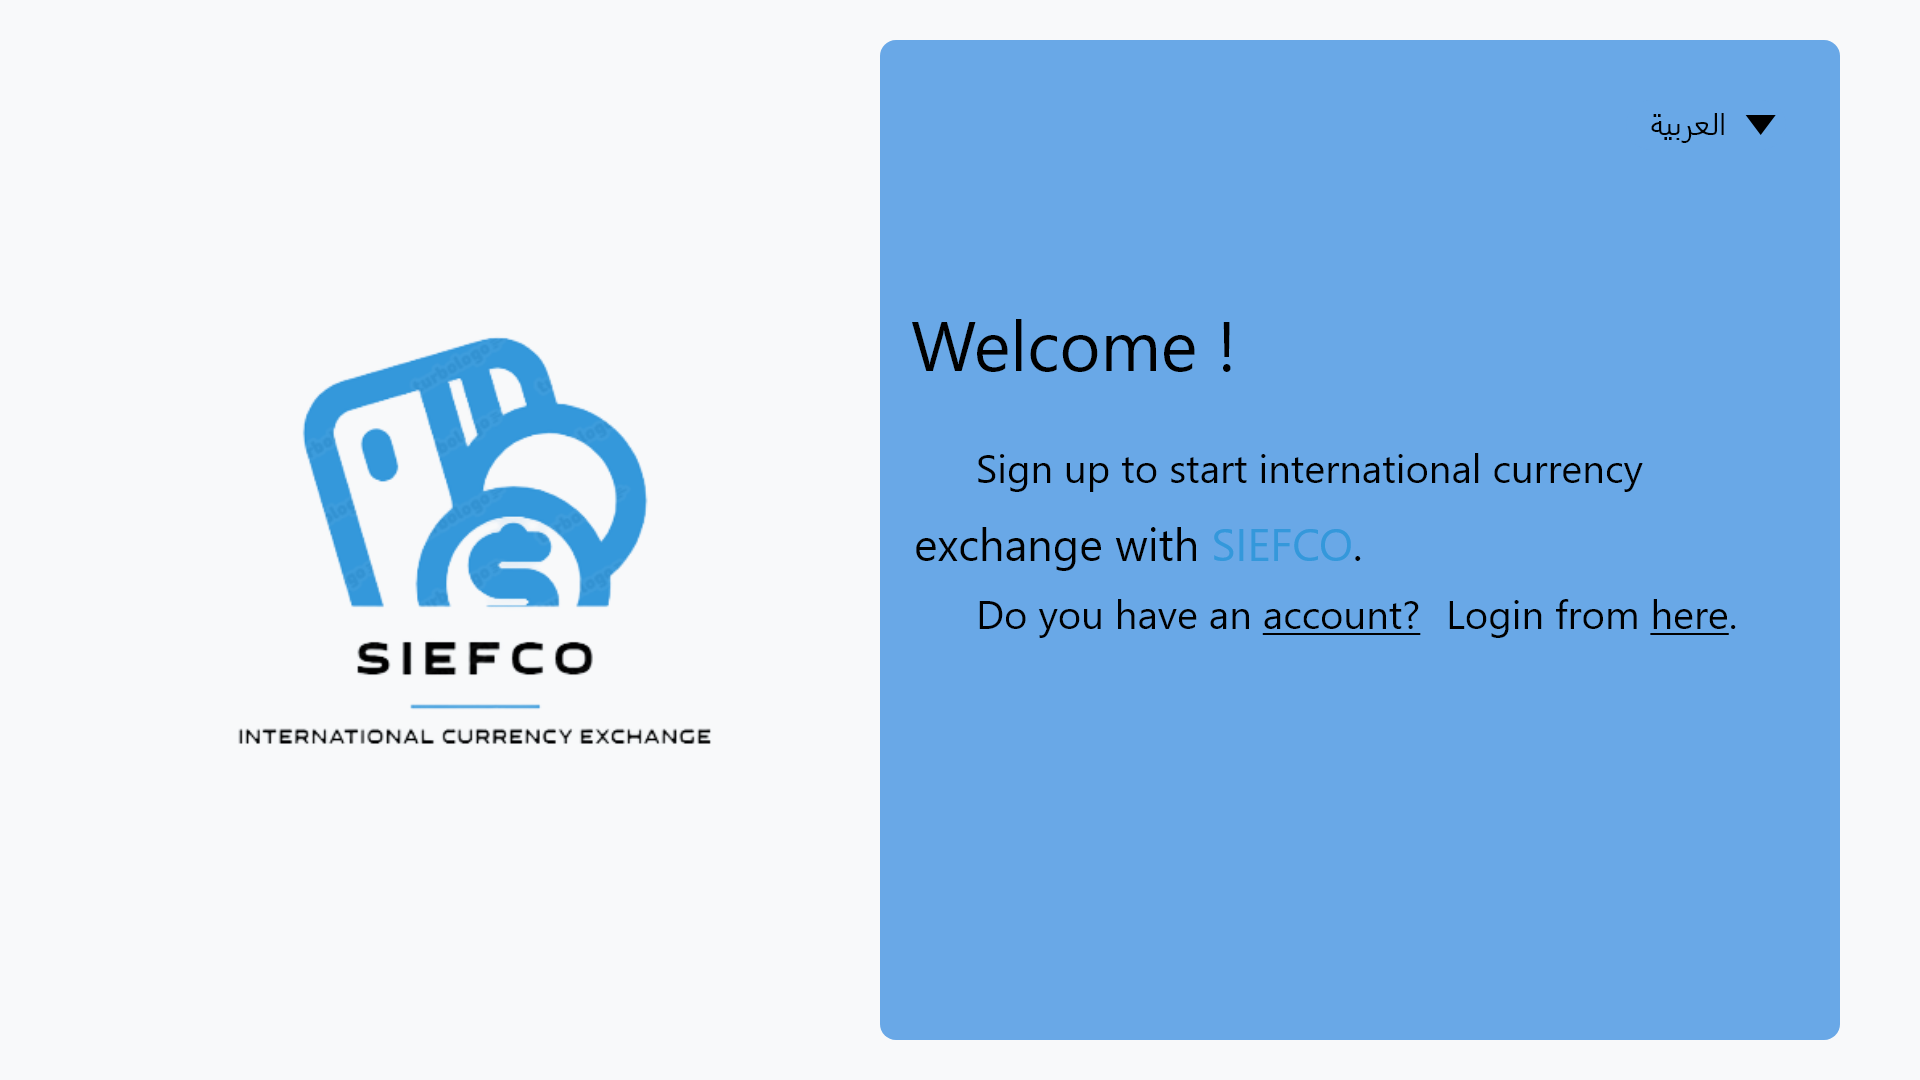 العربية
Welcome !
Sign up to start international currency
exchange with SIEFCO.
Do you have an account? Login from here.
SIEFCO
INTERNATIONAL CURRENCY EXCHANGE